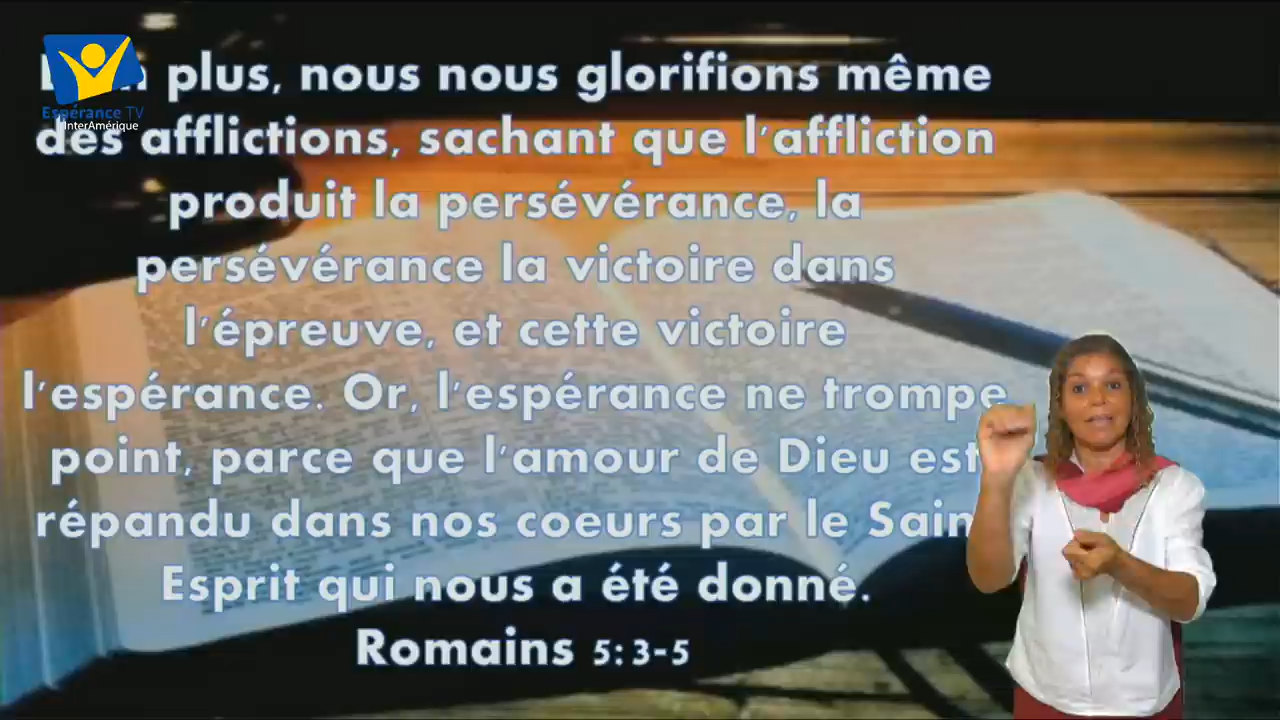 Espérance TV
InterAmérique
plus, nous nous glorifions même
des afflictions, sachant que l'affliction
produit la persévérance, la
persévérance la victoire dans
l'épreuve, et cette victoire
l'espérance. Or, l'espérance ne trompe
point, parce que l'amour de Dieu est
répandu dans nos coeurs par le
Esprit qui nous a été donné.
Romains 5:3-5